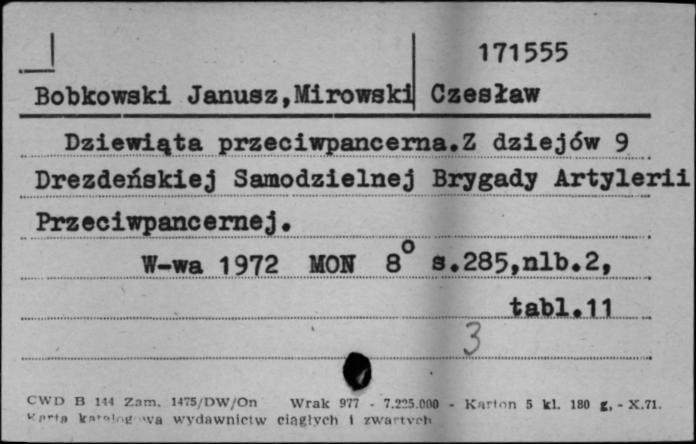 171555
Bobkowski Janusz,Mirowski Czesław
Dziewiąta przeciwpancerna.Z dziejów 9
Drezdeńskiej Samodzielnej Brygady Artylerii
Przeciwpancernej.
W-wa 1972 MON 8° s.285,nlb.2,
tabl.11
3
CWD B 144 Zam. 1475/DW/On Wrak 977 - 7.225.000 - Karton 5 kl. 180 g. - X.71.
Karta katalogowa wydawnictw ciągłych i zwartych